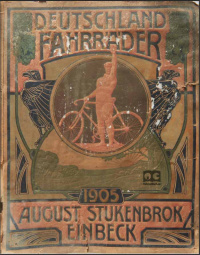 DEUTSCHLAND
FAHRRÄDER
1905
AUGUST STUKENBROK
EINBECK